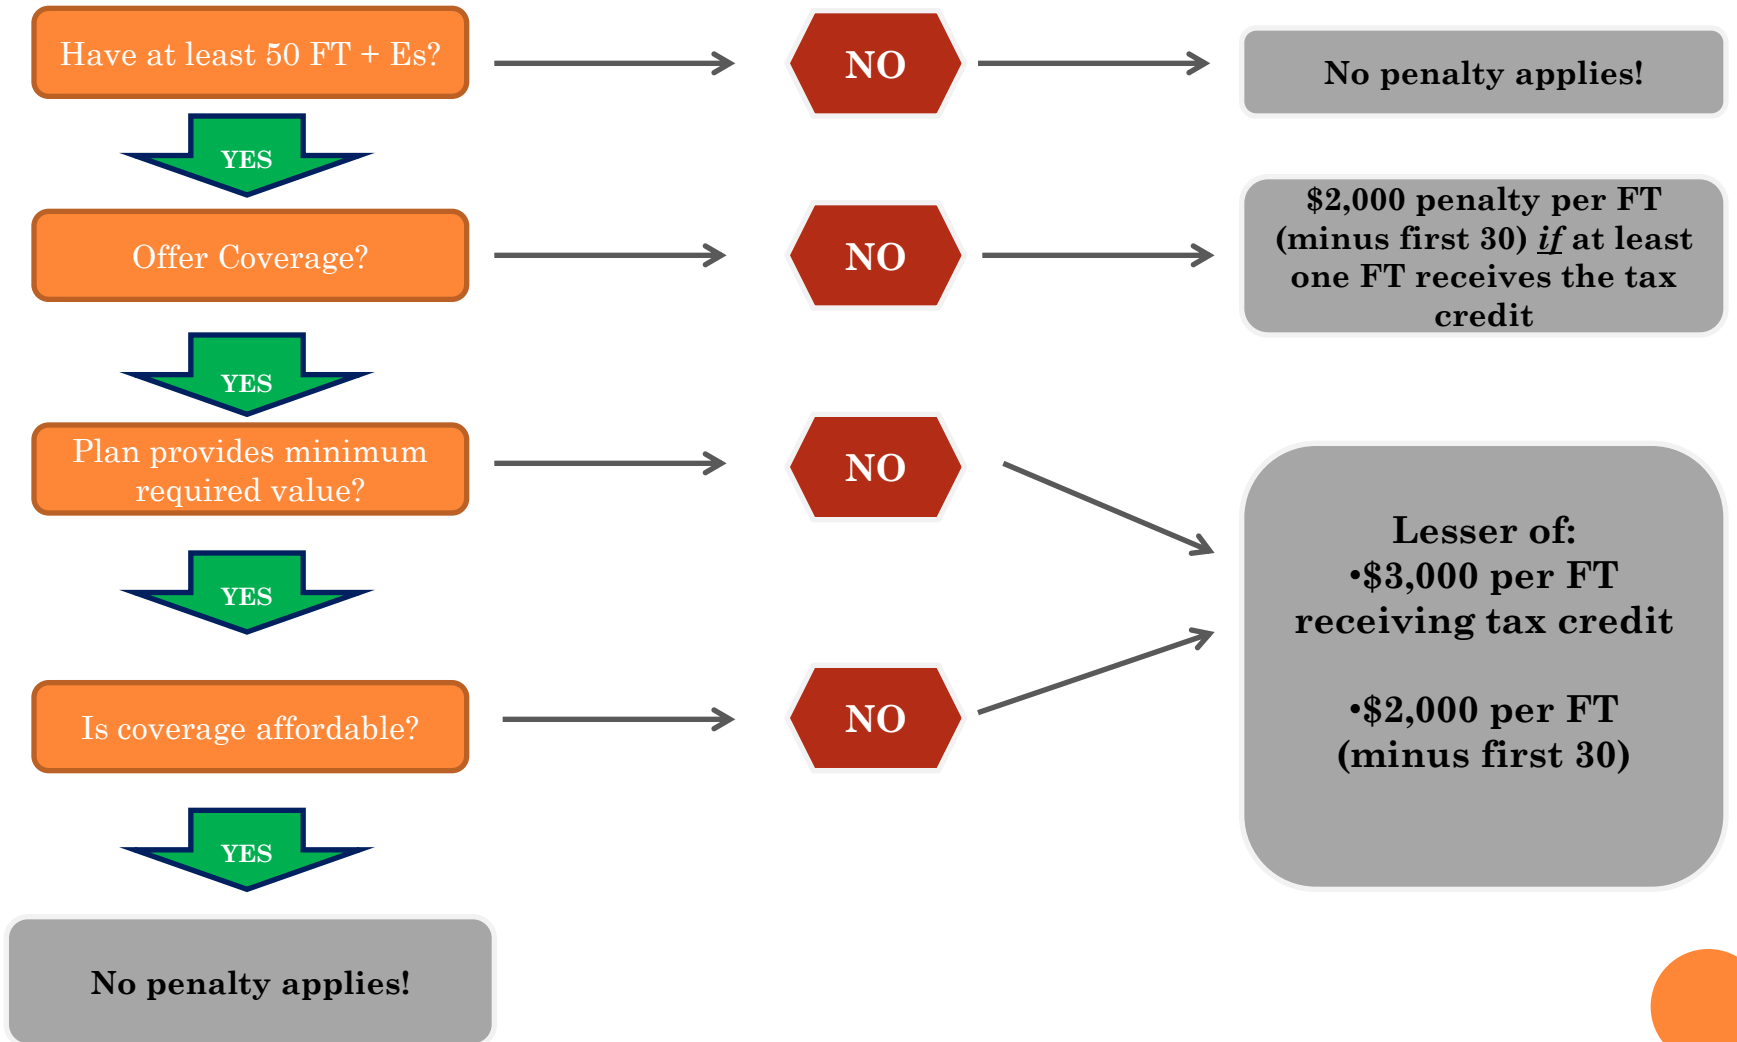 Have at least 50 FT + Es?
NO
No penalty applies!
YES
Offer Coverage?
NO
$2,000 penalty per FT
(minus first 30) if at least
one FT receives the tax
credit
YES
Plan provides minimum
required value?
NO
Lesser of:
•$3,000 per FT
receiving tax credit
•$2,000 per FT
(minus first 30)
YES
Is coverage affordable?
NO
YES
No penalty applies!